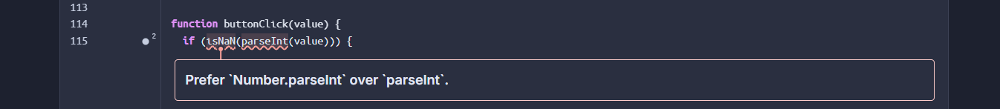 113
114 function buttonClick(value) {
115 2 if (isNaN(parseInt(value))) {
Prefer `Number.parseInt` over `parseInt`.